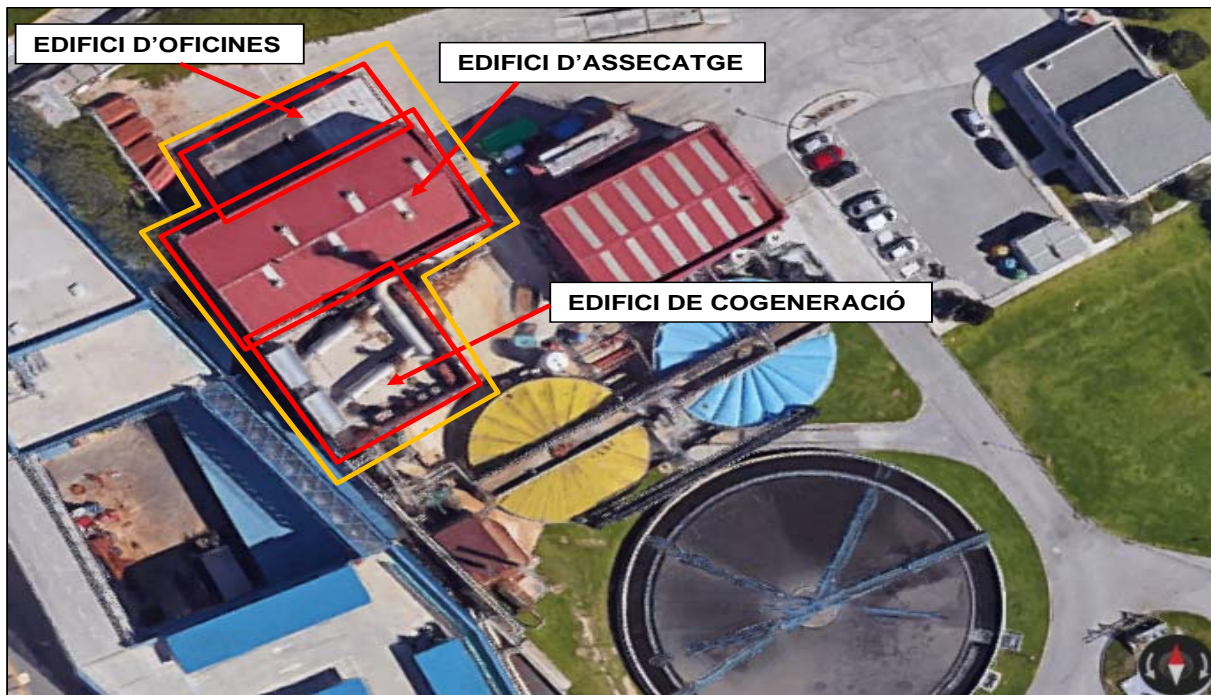 EDIFICI D’OFICINES
EDIFICI D’ASSECATGE
EDIFICI DE COGENERACIÓ